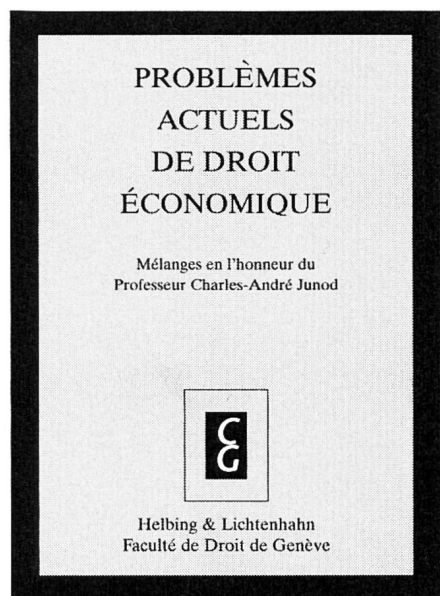 PROBLÈMES
ACTUELS
DE DROIT
ÉCONOMIQUE
Mélanges en l'honneur du
Professeur Charles-André Junod
CG
Helbing & Lichtenhahn
Faculté de Droit de Genève